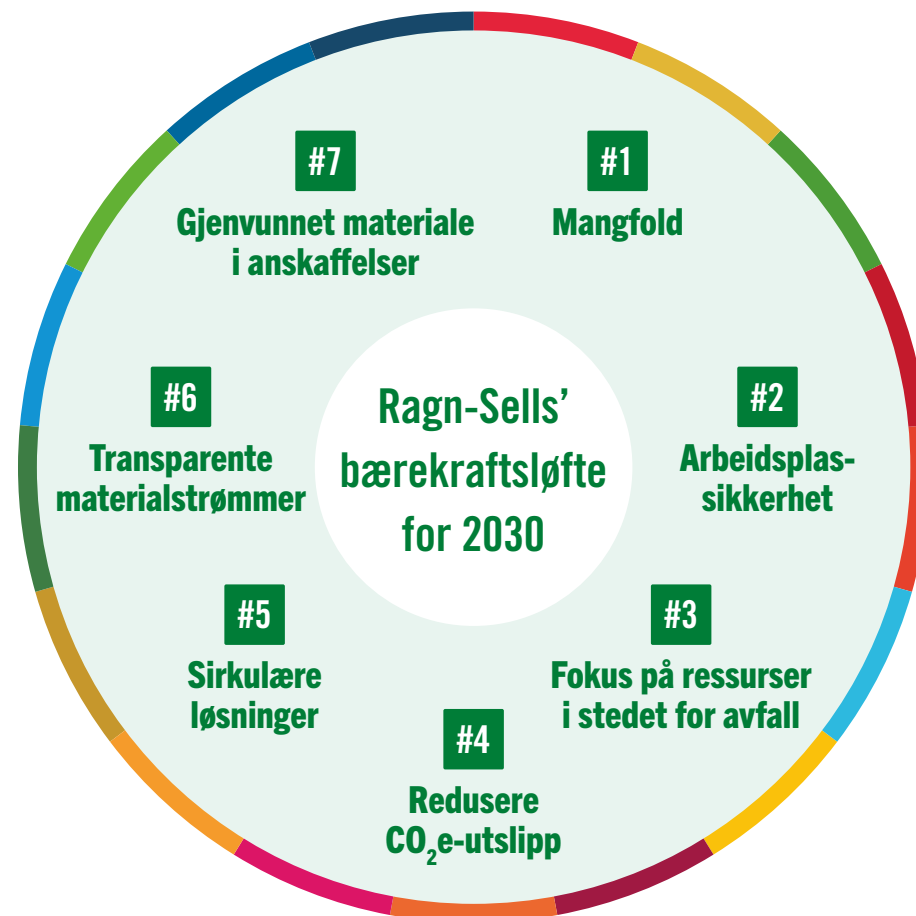 Ragn-Sells’
bærekraftsløfte
for 2030
#1
Mangfold
#2
Arbeidsplas-
sikkerhet
#3
Fokus på ressurser
i stedet for avfall
#4
Redusere
CO₂e-utslipp
#5
Sirkulære
løsninger
#6
Transparente
materialstrømmer
#7
Gjenvunnet materiale
i anskaffelser